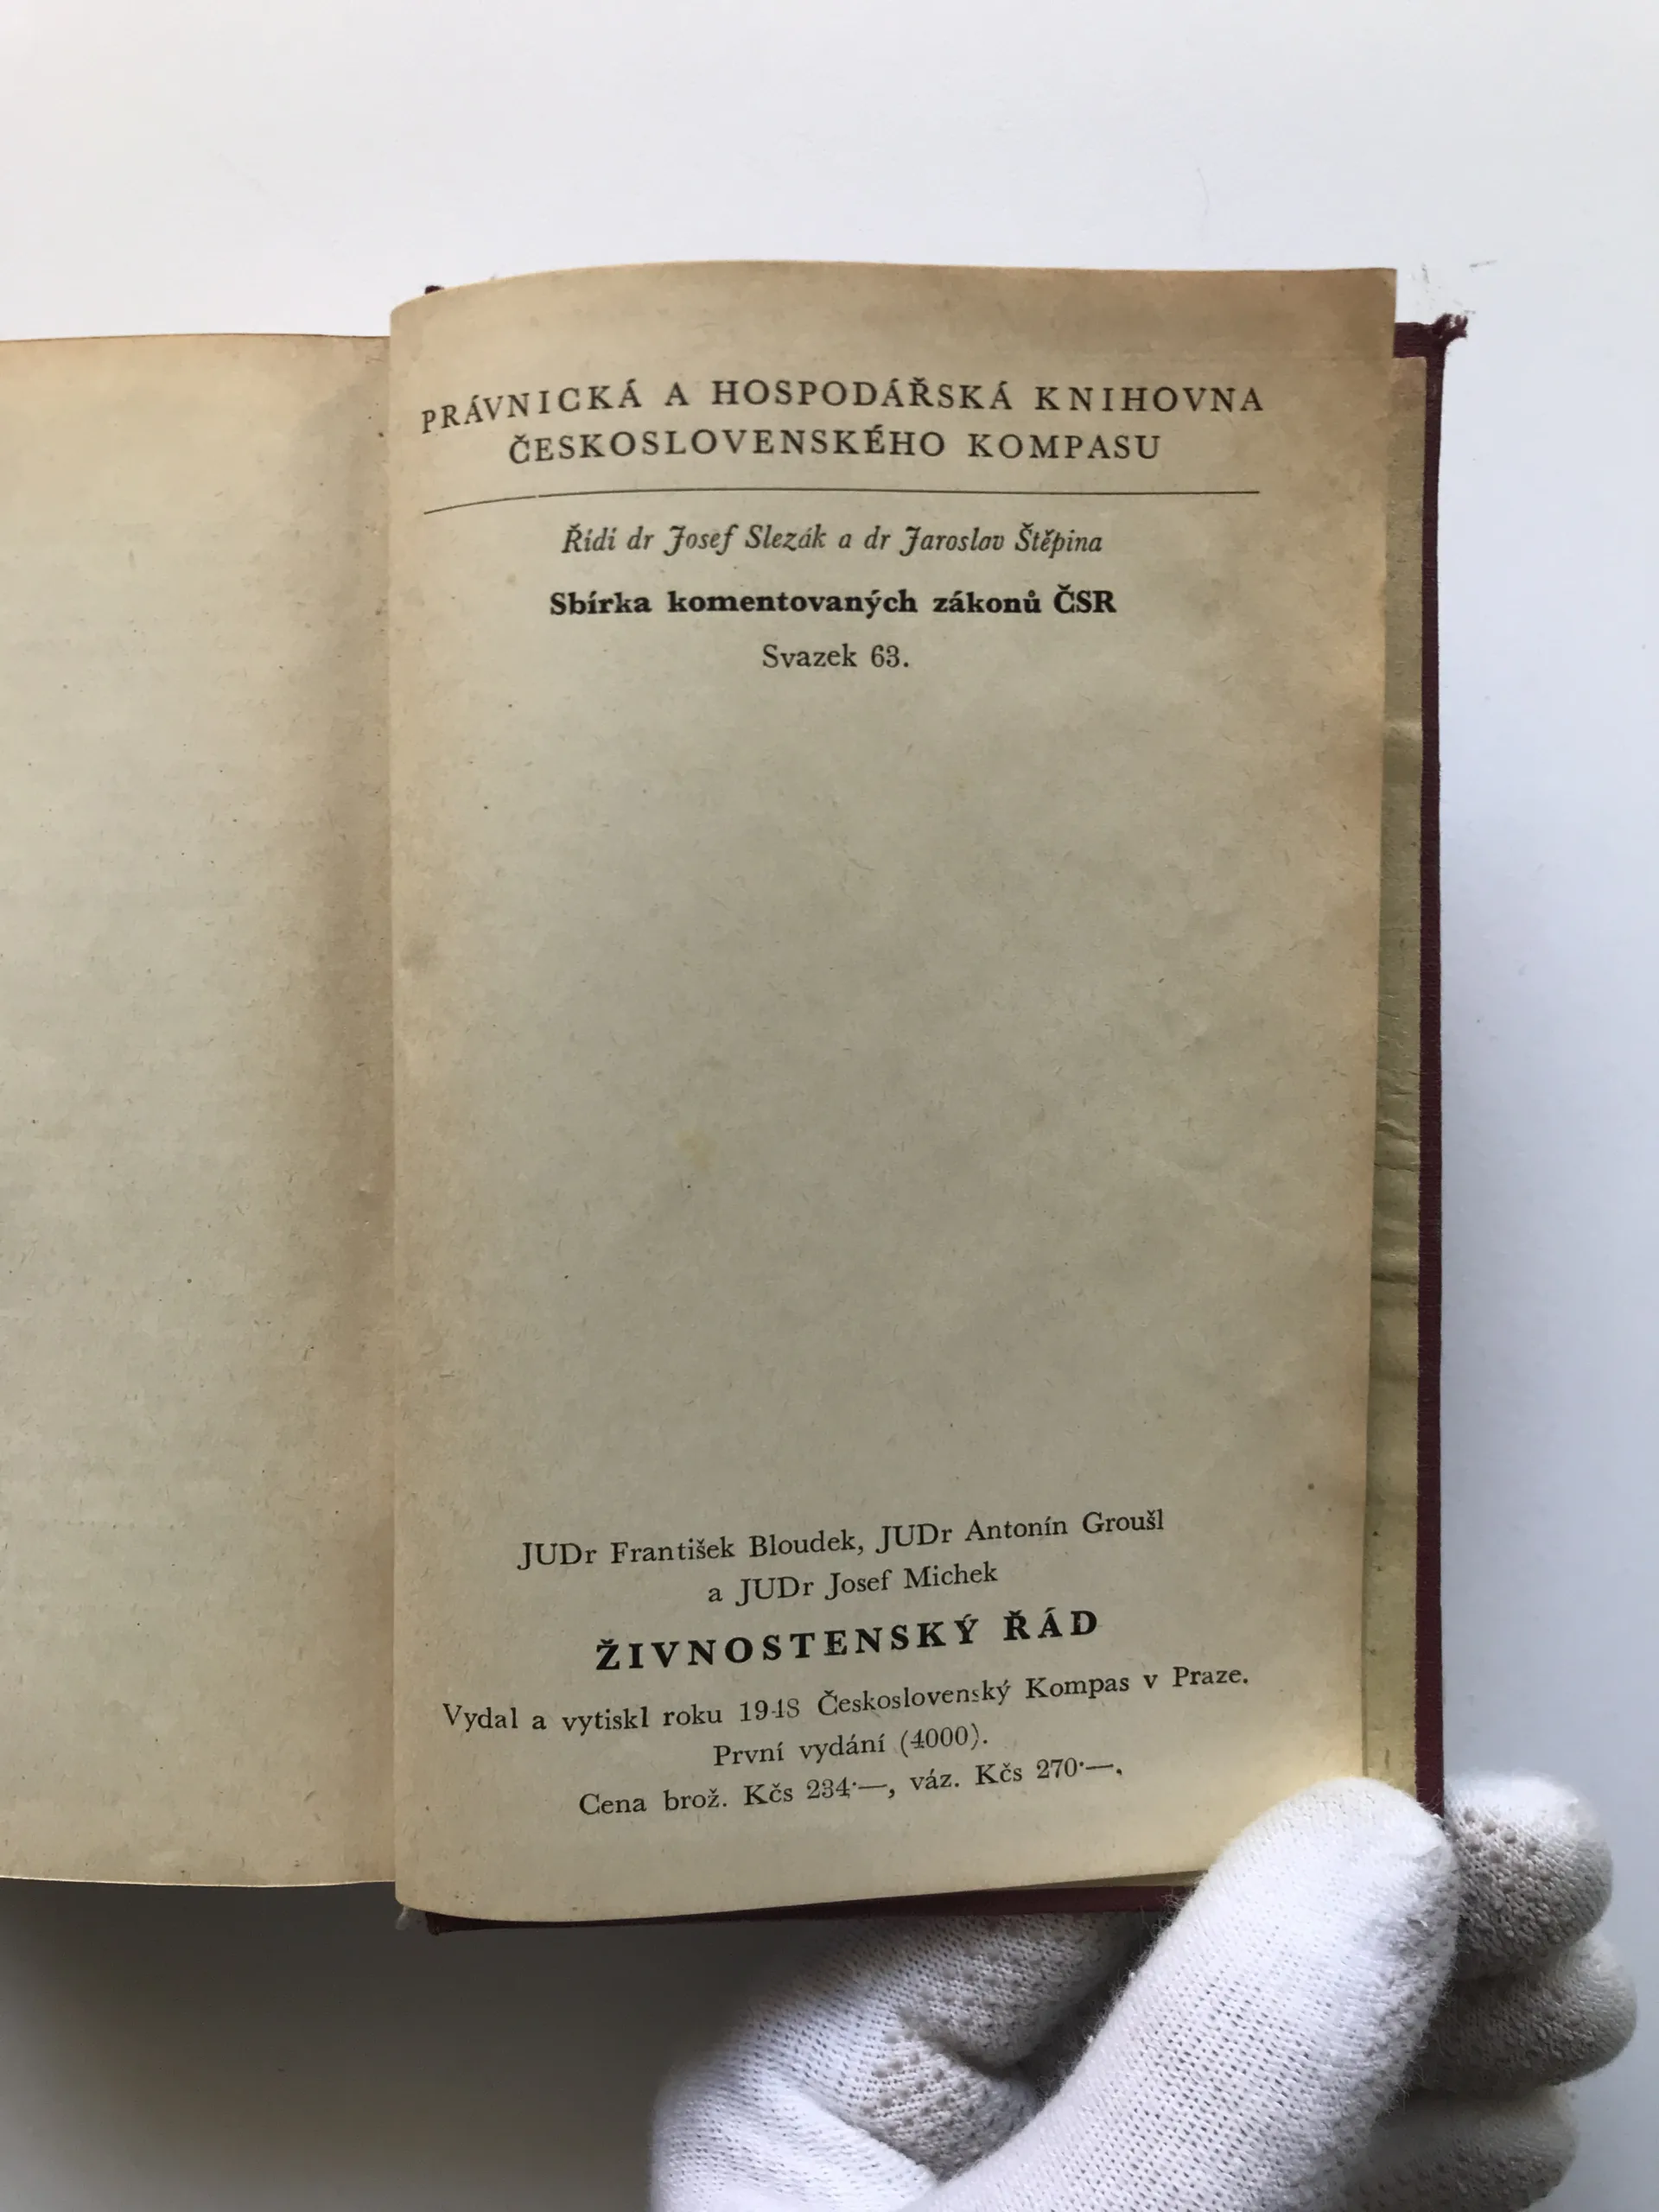 PRÁVNICKÁ A HOSPODÁŘSKÁ KNIHOVNA
ČESKOSLOVENSKÉHO KOMPASU
Řídí dr Josef Slezák a dr Jaroslav Štěpina
Sbírka komentovaných zákonů ČSR
Svazek 63.
JUDr František Bloudek, JUDr Antonín Groušl
a JUDr Josef Michek
ŽIVNOSTENSKÝ ŘÁD
Vydal a vytiskl roku 1948 Československý Kompas v Praze.
První vydání (4000).
Cena brož. Kčs 234·—, váz. Kčs 270·—.